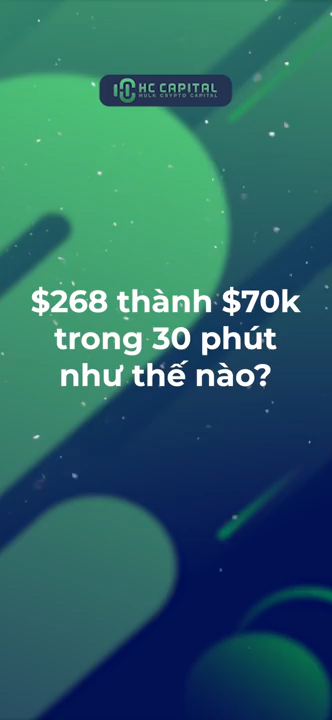 HC CAPITAL
HULK CRYPTO CAPITAL
$268 thành $70k
trong 30 phút
như thế nào?